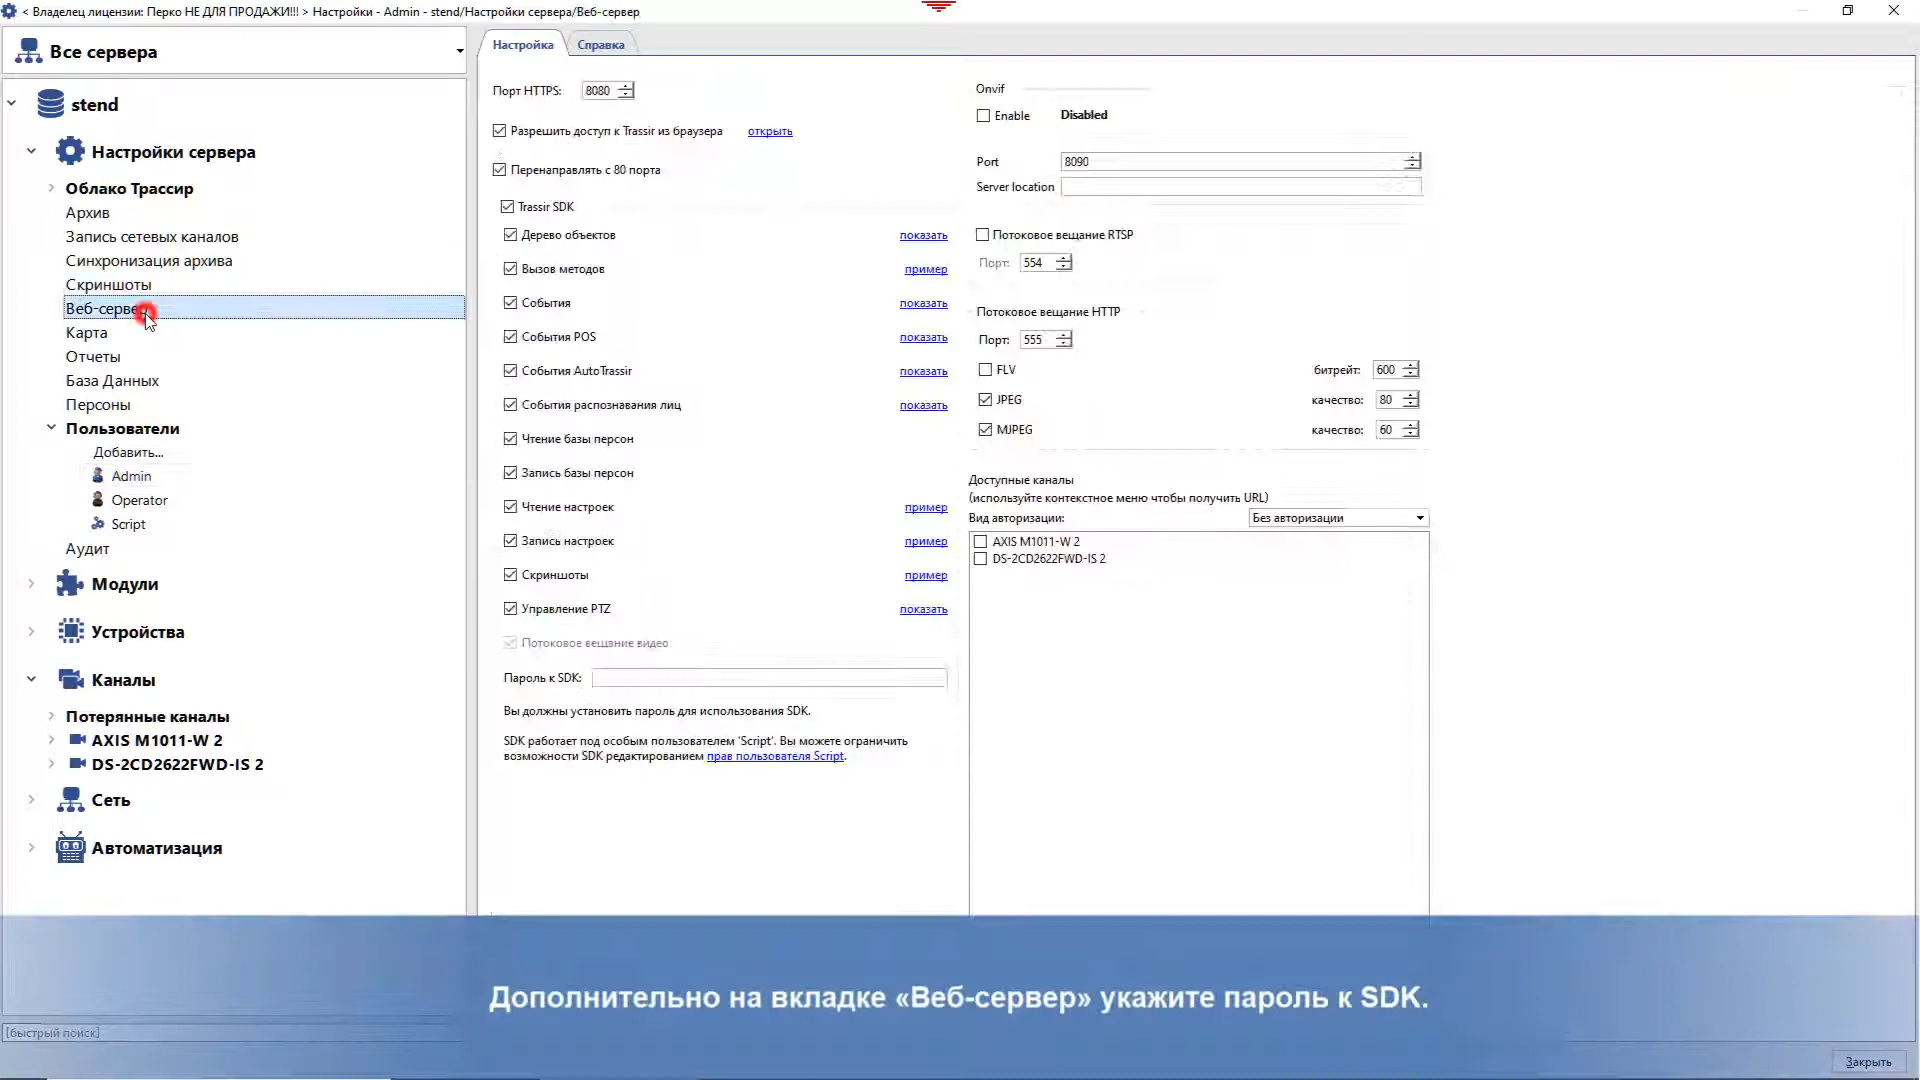 < Владелец лицензии: Перко НЕ ДЛЯ ПРОДАЖИ!!! > Настройки - Admin - stend/Настройки сервера/Веб-сервер
Все сервера
stend
Настройки сервера
Облако Трассир
Архив
Запись сетевых каналов
Синхронизация архива
Скриншоты
Веб-сервер
Карта
Отчеты
База Данных
Персоны
Пользователи
Добавить...
Admin
Operator
Script
Аудит
Модули
Устройства
Каналы
Потерянные каналы
AXIS M1011-W 2
DS-2CD2622FWD-IS 2
Сеть
Автоматизация
[быстрый поиск]
Настройка Справка
Порт HTTPS: 8080
Разрешить доступ к Trassir из браузера открыть
Перенаправлять с 80 порта
Trassir SDK
Дерево объектов показать
Вызов методов пример
События показать
События POS показать
События AutoTrassir показать
События распознавания лиц показать
Чтение базы персон
Запись базы персон
Чтение настроек пример
Запись настроек пример
Скриншоты пример
Управление PTZ показать
Потоковое вещание видео
Пароль к SDK:
Вы должны установить пароль для использования SDK.
SDK работает под особым пользователем 'Script'. Вы можете ограничить
возможности SDK редактированием прав пользователя Script.
Onvif
Enable Disabled
Port 8090
Server location
Потоковое вещание RTSP
Порт: 554
Потоковое вещание HTTP
Порт: 555
FLV битрейт: 600
JPEG качество: 80
MJPEG качество: 60
Доступные каналы
(используйте контекстное меню чтобы получить URL)
Вид авторизации: Без авторизации
AXIS M1011-W 2
DS-2CD2622FWD-IS 2
Дополнительно на вкладке «Веб-сервер» укажите пароль к SDK.
Закрыть